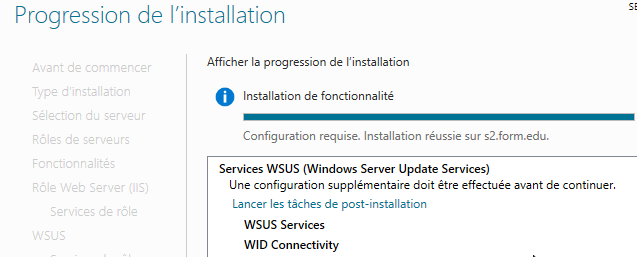 Progression de l'installation
SE
Afficher la progression de l'installation
Avant de commencer
Type d'installation
Sélection du serveur
Rôles de serveurs
Fonctionnalités
Rôle Web Server (IIS)
Services de rôle
WSUS
Installation de fonctionnalité
Configuration requise. Installation réussie sur s2.form.edu.
Services WSUS (Windows Server Update Services)
Une configuration supplémentaire doit être effectuée avant de continuer.
Lancer les tâches de post-installation
WSUS Services
WID Connectivity